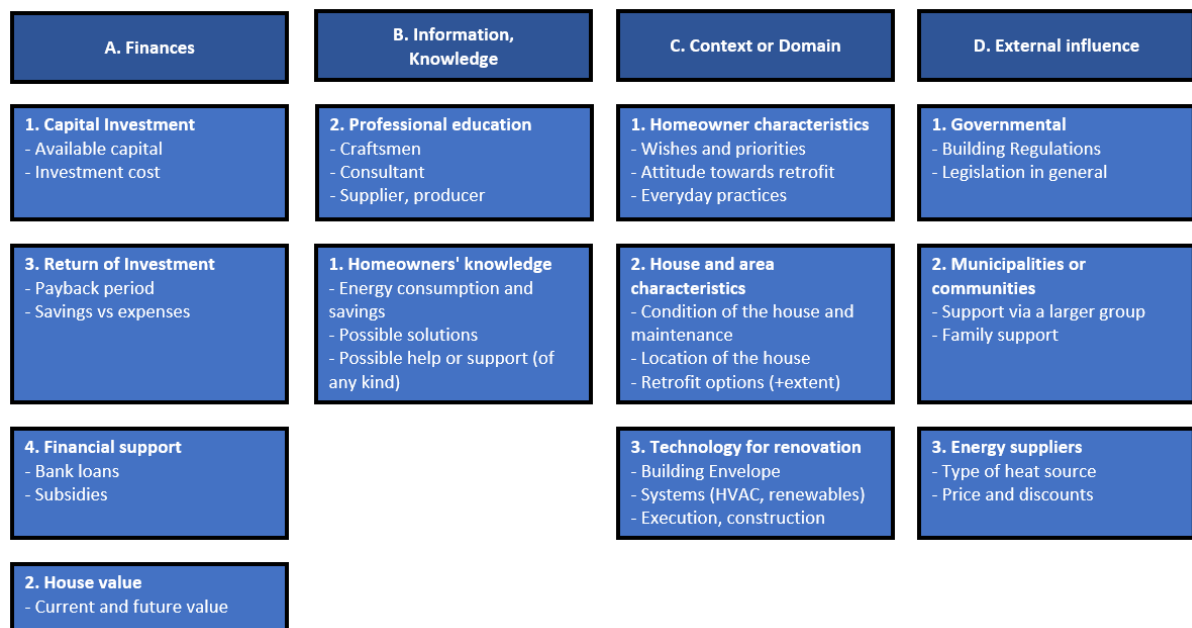 A. Finances
1. Capital Investment
- Available capital
- Investment cost
3. Return of Investment
- Payback period
- Savings vs expenses
4. Financial support
- Bank loans
- Subsidies
2. House value
- Current and future value
B. Information,
Knowledge
2. Professional education
- Craftsmen
- Consultant
- Supplier, producer
1. Homeowners' knowledge
- Energy consumption and
savings
- Possible solutions
- Possible help or support (of
any kind)
C. Context or Domain
1. Homeowner characteristics
- Wishes and priorities
- Attitude towards retrofit
- Everyday practices
2. House and area
characteristics
- Condition of the house and
maintenance
- Location of the house
- Retrofit options (+extent)
3. Technology for renovation
- Building Envelope
- Systems (HVAC, renewables)
- Execution, construction
D. External influence
1. Governmental
- Building Regulations
- Legislation in general
2. Municipalities or
communities
- Support via a larger group
- Family support
3. Energy suppliers
- Type of heat source
- Price and discounts